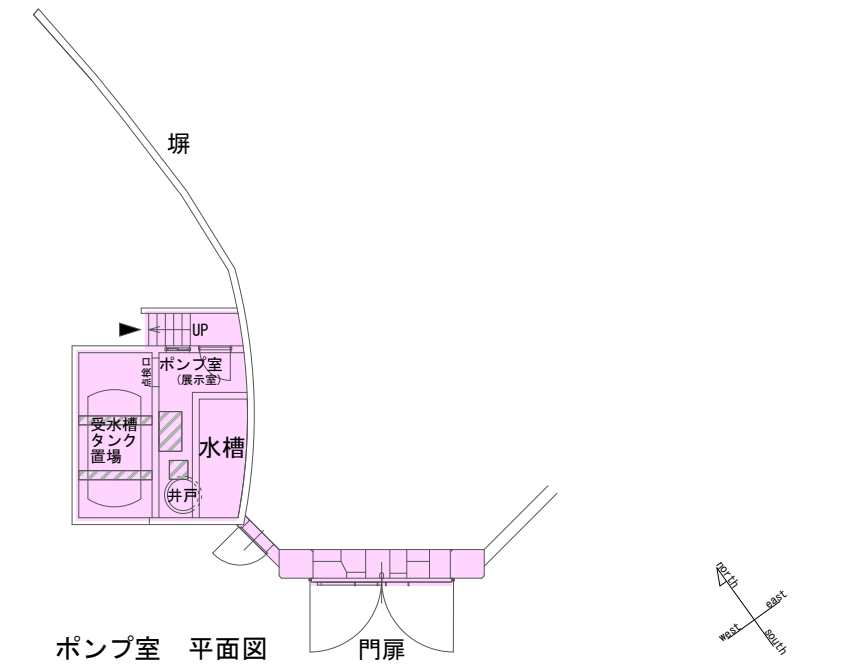 塀
UP
ポンプ室
(展示室)
点検口
受水槽
タンク
置場
水槽
井戸
north
east
west
south
ポンプ室 平面図
門扉